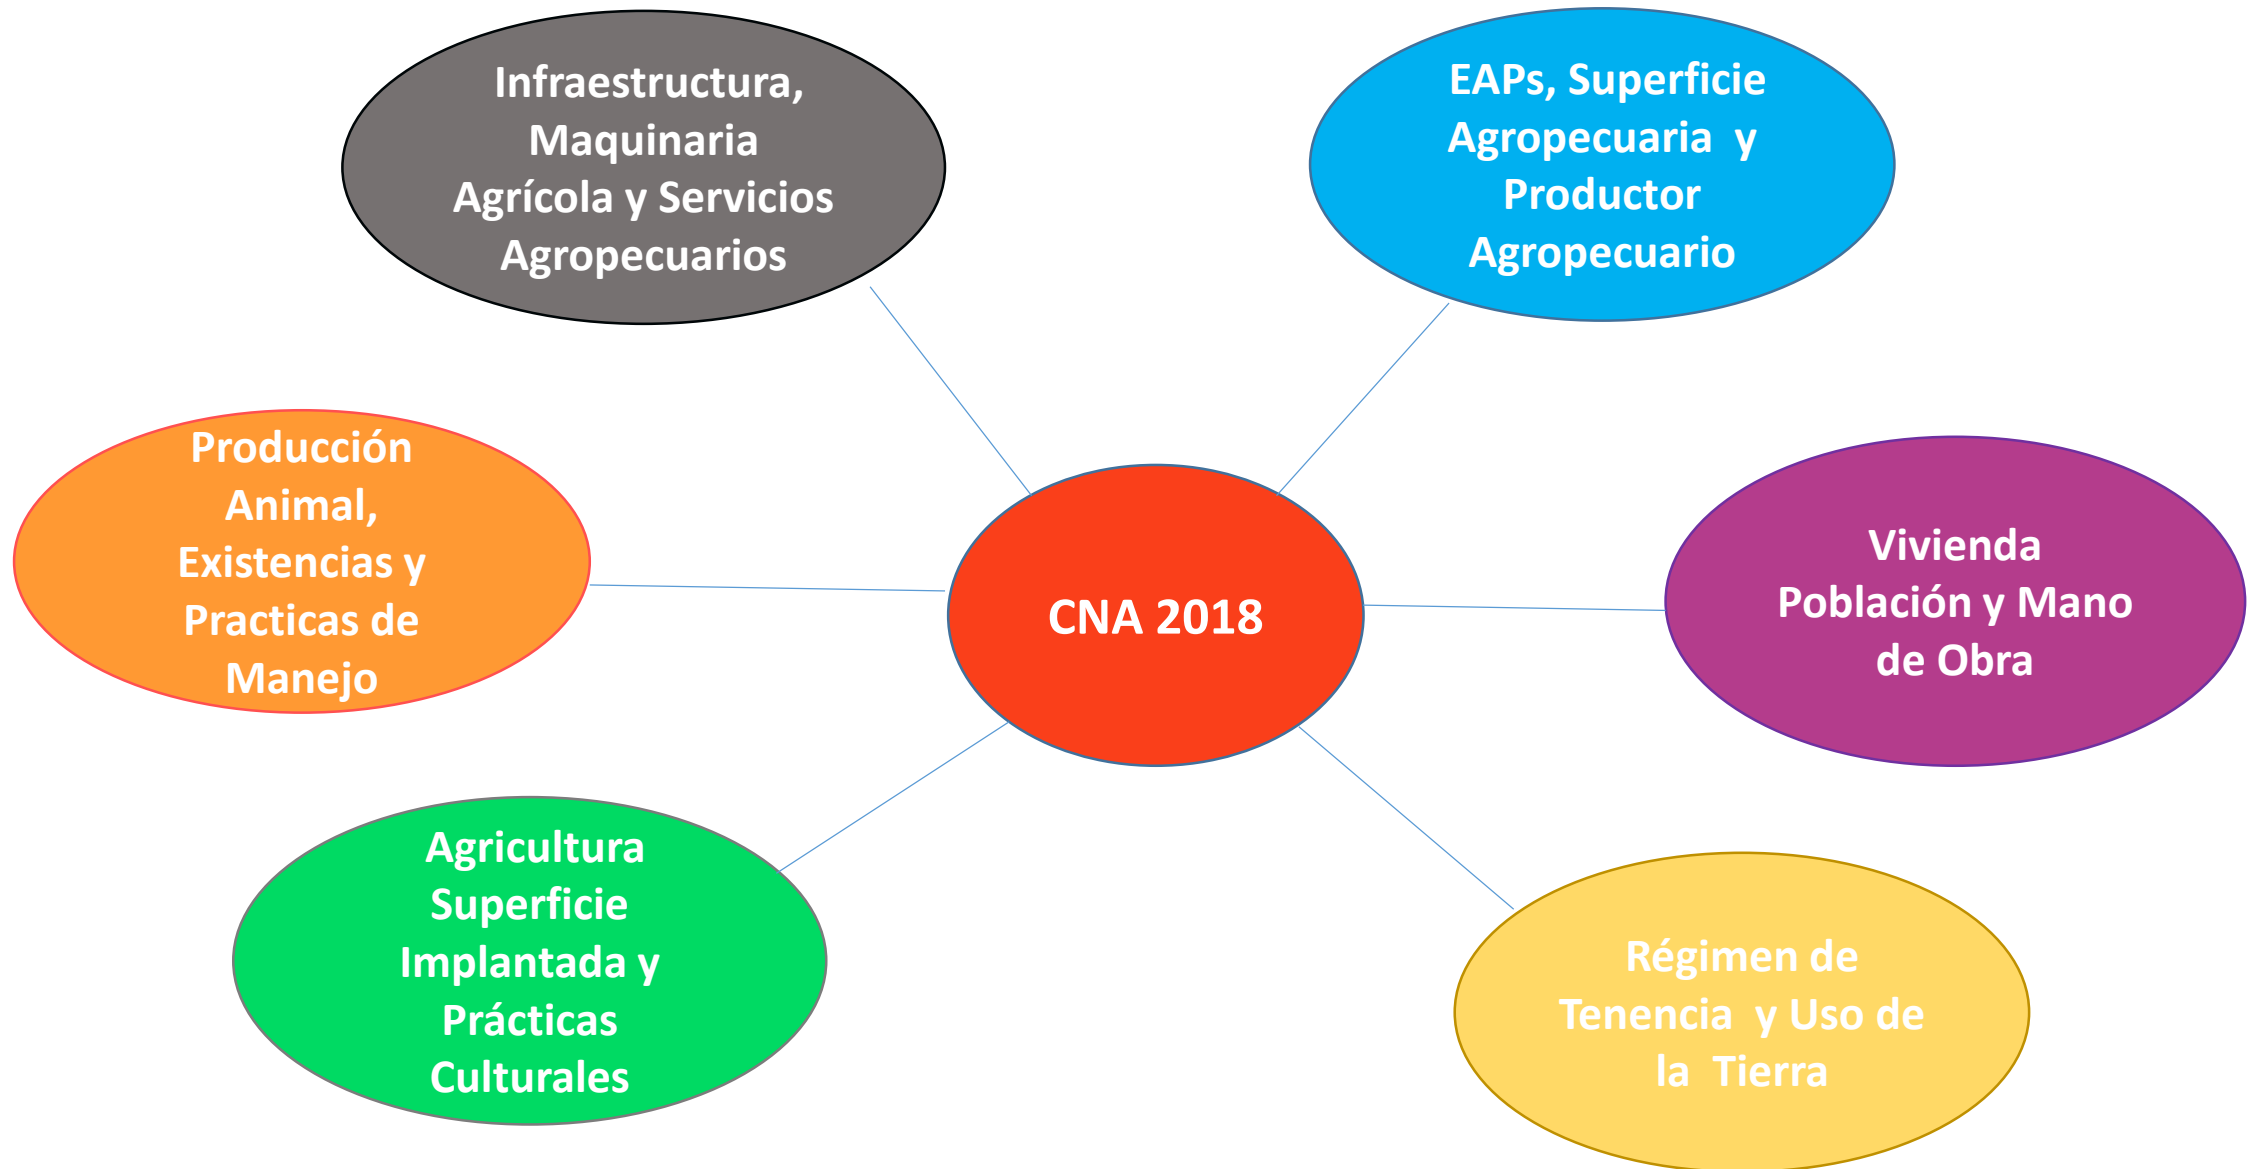 Infraestructura,
Maquinaria
Agrícola y Servicios
Agropecuarios
EAPs, Superficie
Agropecuaria y
Productor
Agropecuario
Producción
Animal,
Existencias y
Practicas de
Manejo
CNA 2018
Vivienda
Población y Mano
de Obra
Agricultura
Superficie
Implantada y
Prácticas
Culturales
Régimen de
Tenencia y Uso de
la Tierra